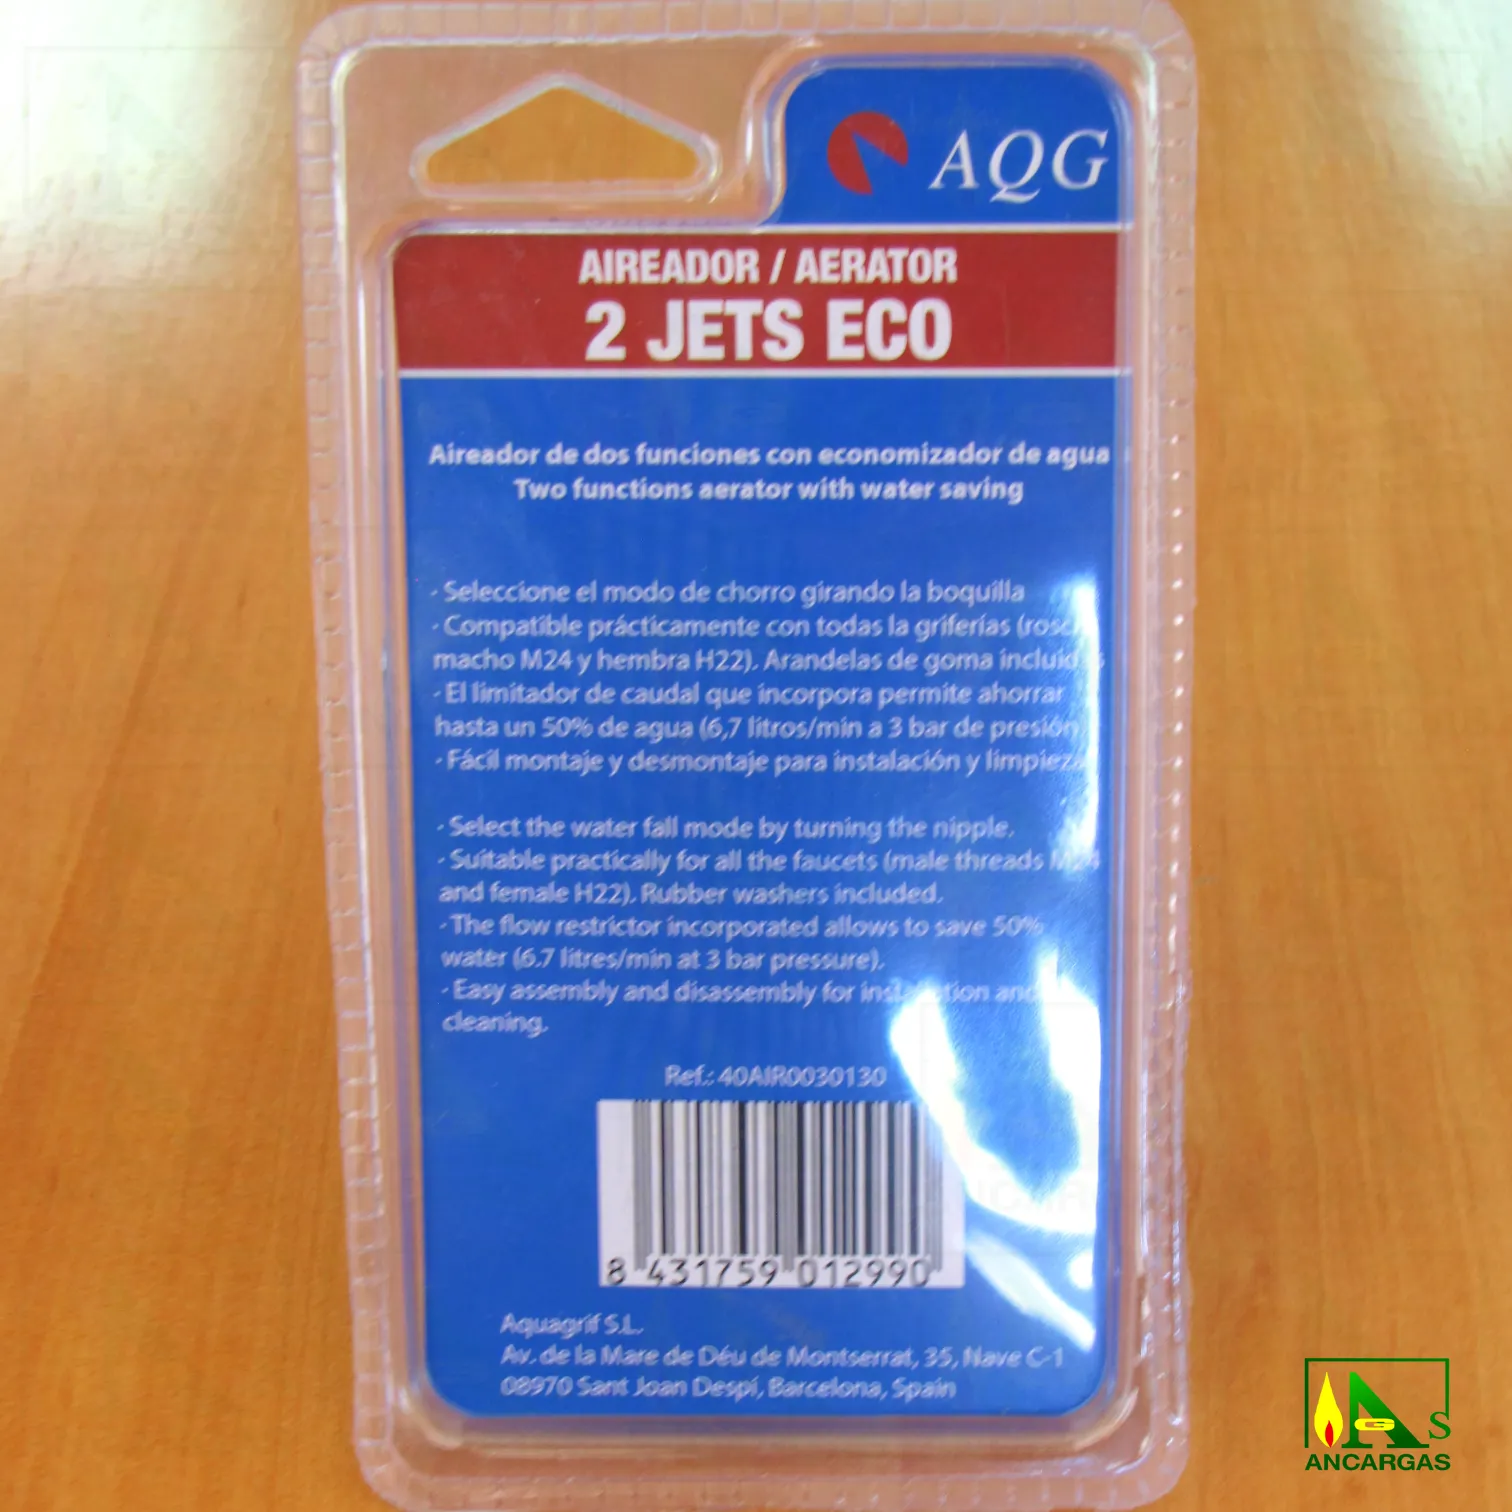 AQG
AIREADOR / AERATOR
2 JETS ECO
Aireador de dos funciones con economizador de agua
Two functions aerator with water saving
· Seleccione el modo de chorro girando la boquilla
· Compatible prácticamente con todas la griferías (rosca
macho M24 y hembra H22). Arandelas de goma incluidas
· El limitador de caudal que incorpora permite ahorrar
hasta un 50% de agua (6,7 litros/min a 3 bar de presión)
· Fácil montaje y desmontaje para instalación y limpieza
· Select the water fall mode by turning the nipple.
· Suitable practically for all the faucets (male threads M24
and female H22). Rubber washers included.
· The flow restrictor incorporated allows to save 50%
water (6.7 litres/min at 3 bar pressure).
· Easy assembly and disassembly for installation and
cleaning.
Ref.: 40AIR0030130
8 431759 012990
Aquagrif S.L.
Av. de la Mare de Déu de Montserrat, 35, Nave C-1
08970 Sant Joan Despí, Barcelona, Spain
AGS
ANCARGAS